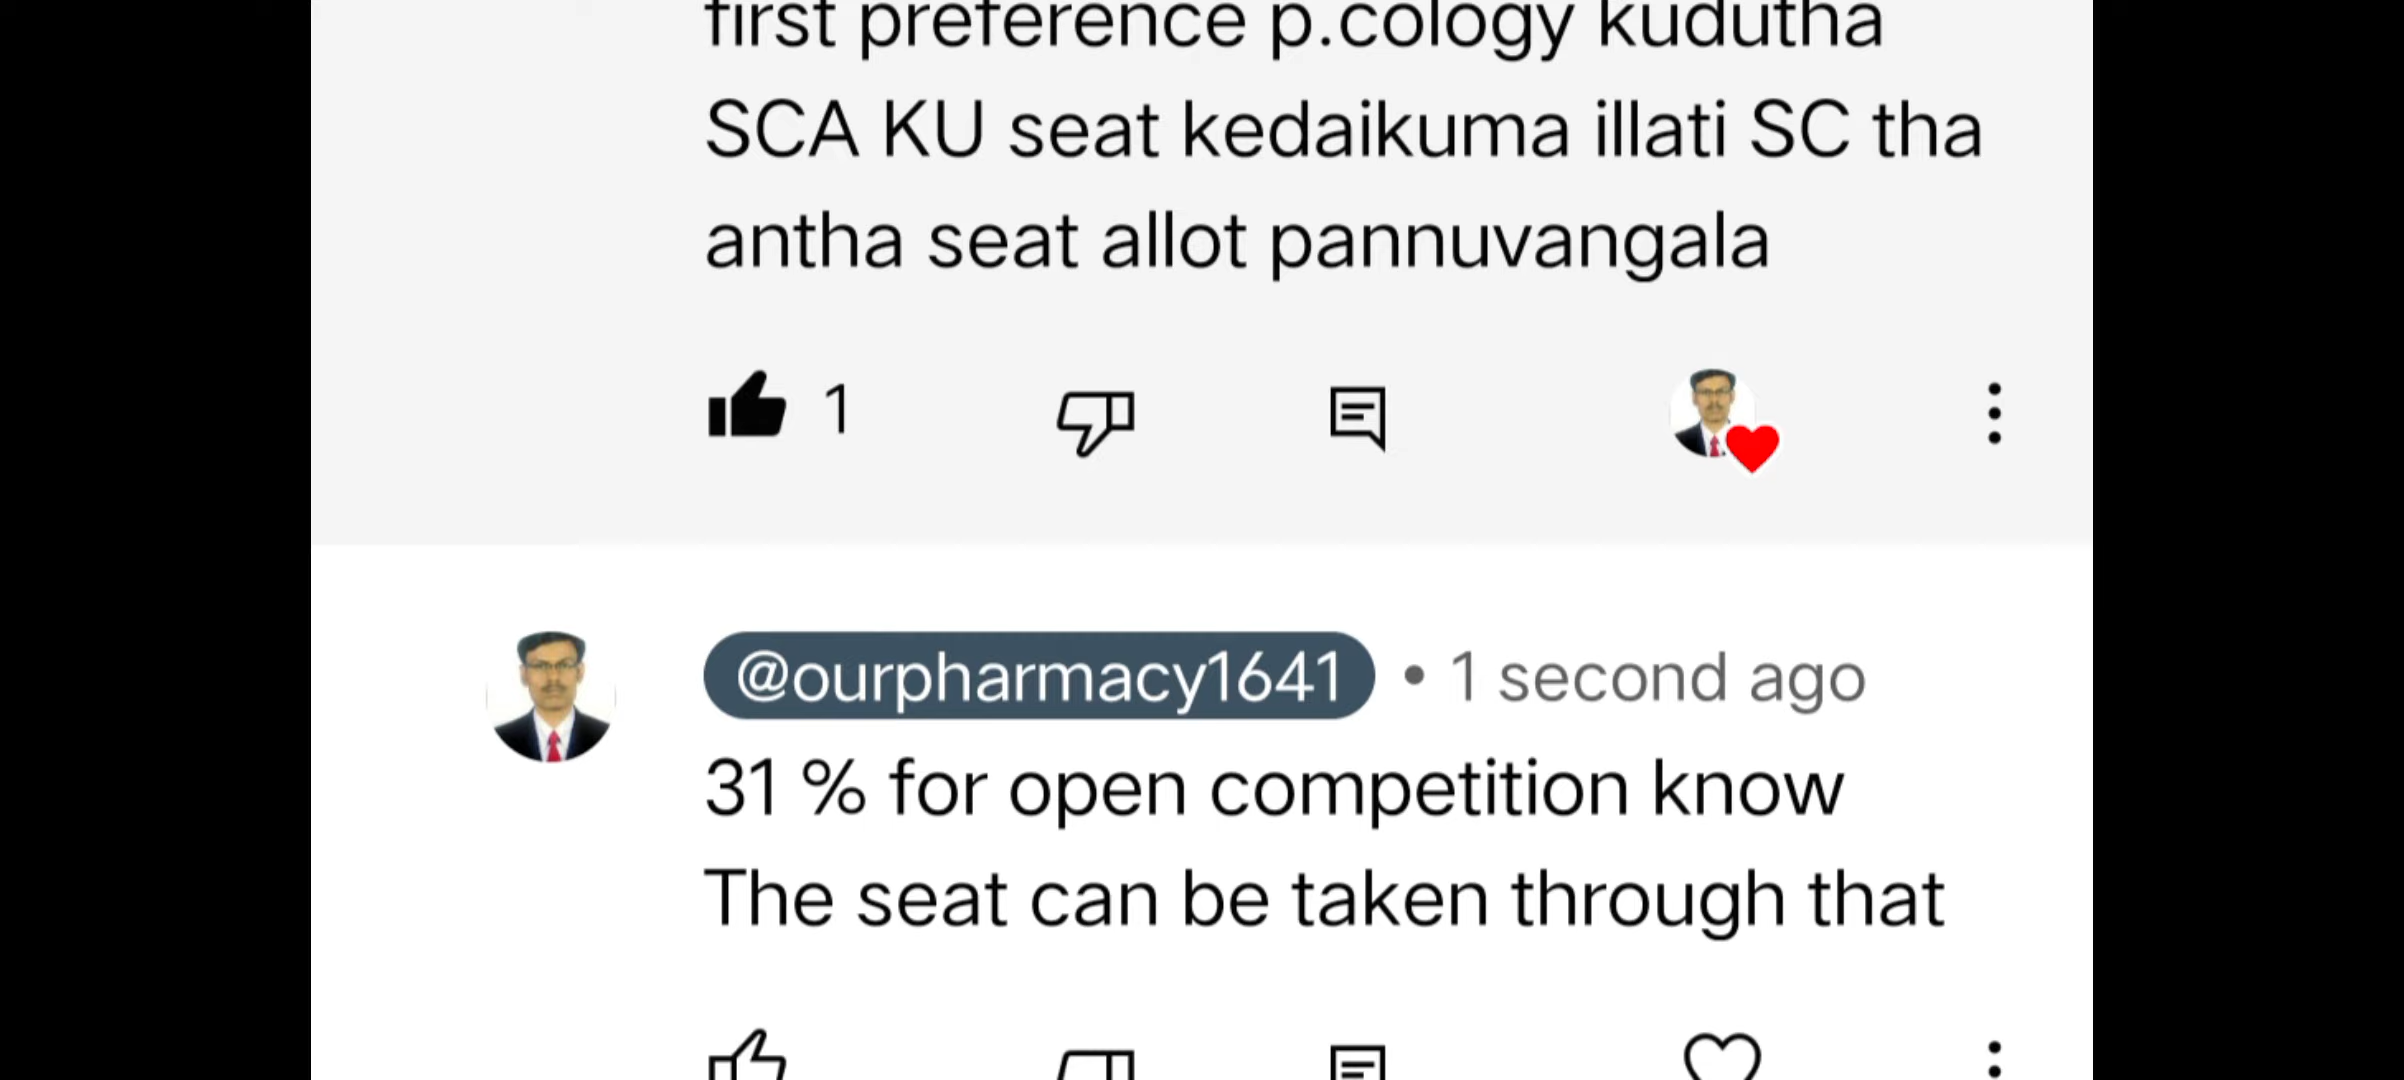 first preference p.cology kudutha
SCA KU seat kedaikuma illati SC tha
antha seat allot pannuvangala
1
@ourpharmacy1641 • 1 second ago
31 % for open competition know
The seat can be taken through that